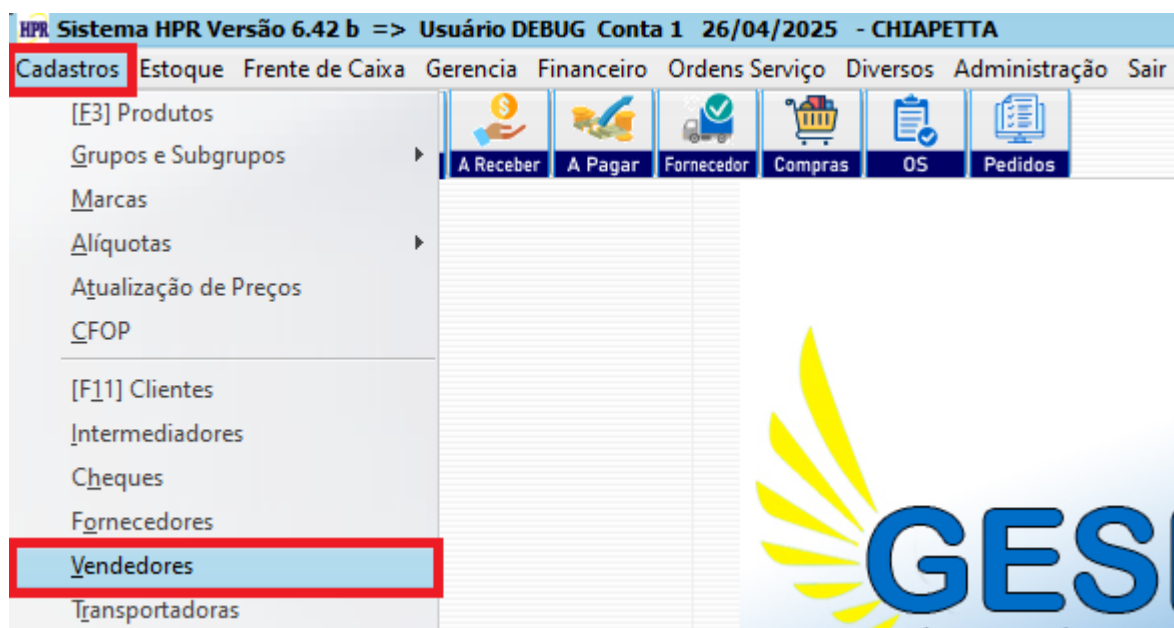 HPR Sistema HPR Versão 6.42 b => Usuário DEBUG Conta 1 26/04/2025 - CHIAPETTA
Cadastros Estoque Frente de Caixa Gerencia Financeiro Ordens Serviço Diversos Administração Sair
A Receber A Pagar Fornecedor Compras OS Pedidos
[F3] Produtos
Grupos e Subgrupos
Marcas
Alíquotas
Atualização de Preços
CFOP
[F11] Clientes
Intermediadores
Cheques
Fornecedores
Vendedores
Transportadoras
GES